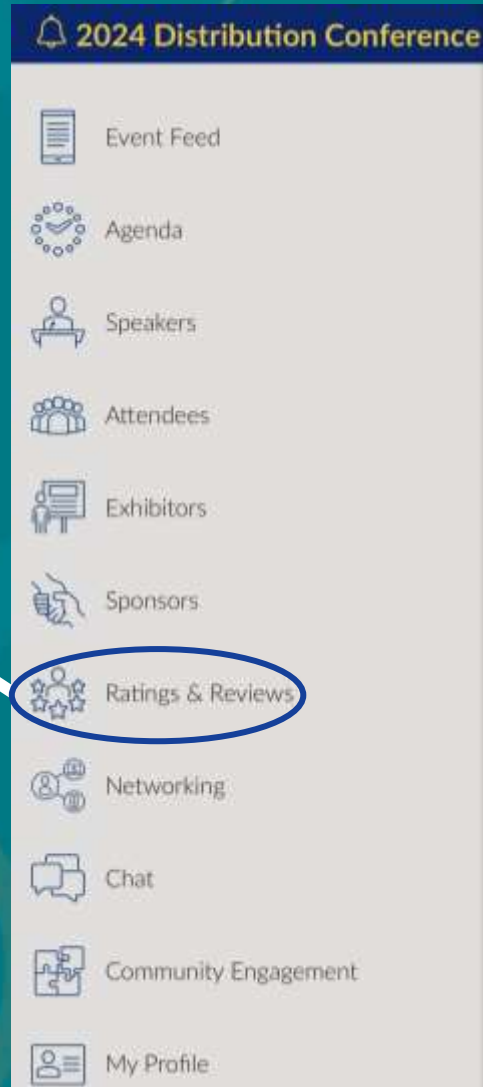 2024 Distribution Conference
Event Feed
Agenda
Speakers
Attendees
Exhibitors
Sponsors
Ratings & Reviews
Networking
Chat
Community Engagement
My Profile